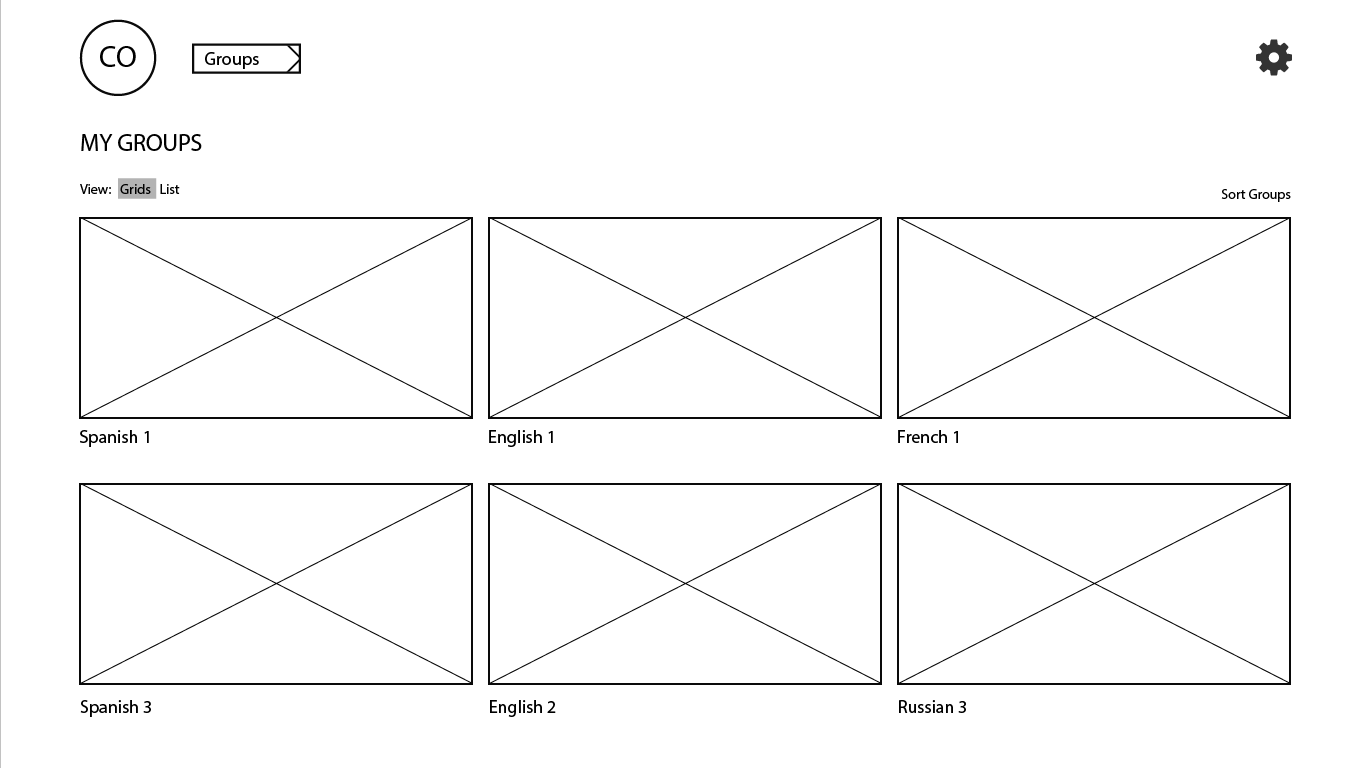 CO
Groups
MY GROUPS
View: Grids List
Sort Groups
Spanish 1
English 1
French 1
Spanish 3
English 2
Russian 3